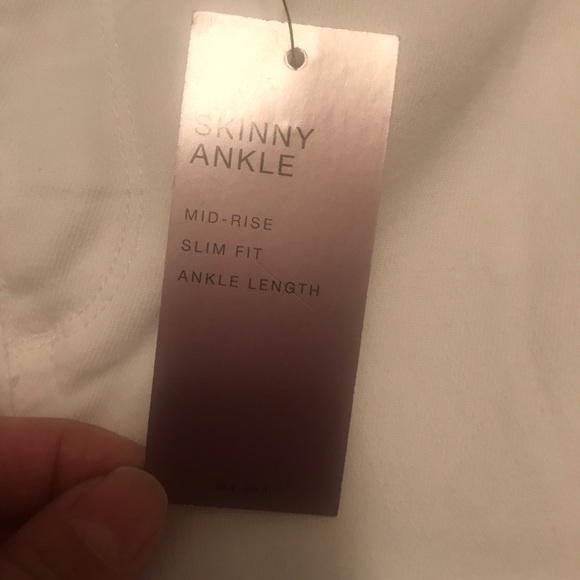 SKINNY
ANKLE
MID-RISE
SLIM FIT
ANKLE LENGTH